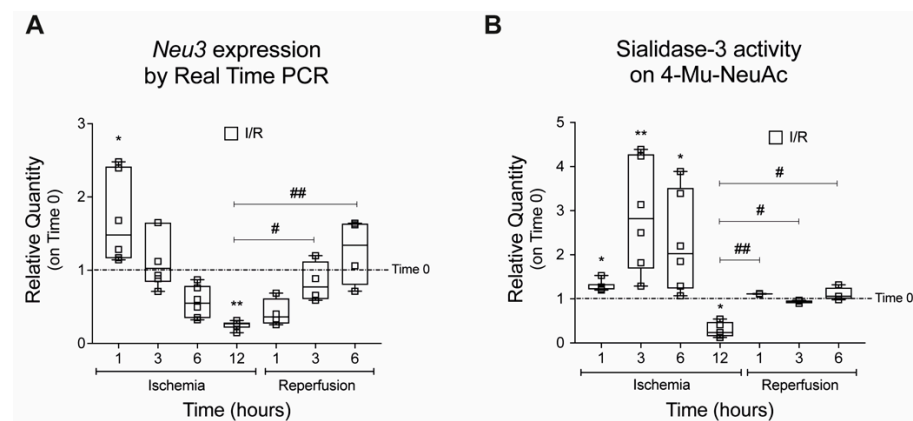 A
Neu3 expression
by Real Time PCR
Relative Quantity
(on Time 0)
3
2
1
0
I/R
*
**
#
##
Time 0
1 3 6 12 1 3 6
Ischemia Reperfusion
Time (hours)
B
Sialidase-3 activity
on 4-Mu-NeuAc
Relative Quantity
(on Time 0)
5
4
3
2
1
0
I/R
*
**
*
*
##
#
#
Time 0
1 3 6 12 1 3 6
Ischemia Reperfusion
Time (hours)